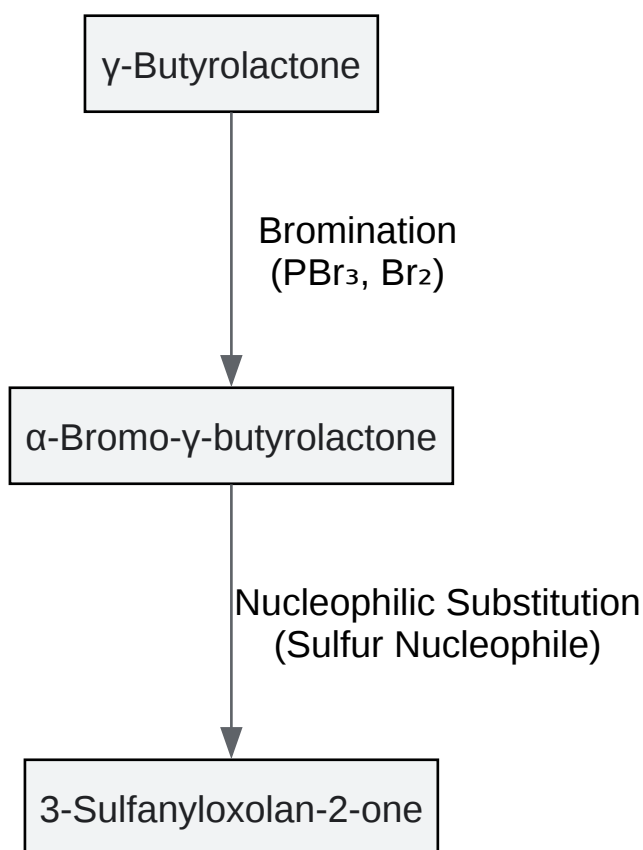 γ-Butyrolactone
Bromination
(PBr₃, Br₂)
α-Bromo-γ-butyrolactone
Nucleophilic Substitution
(Sulfur Nucleophile)
3-Sulfanyloxolan-2-one